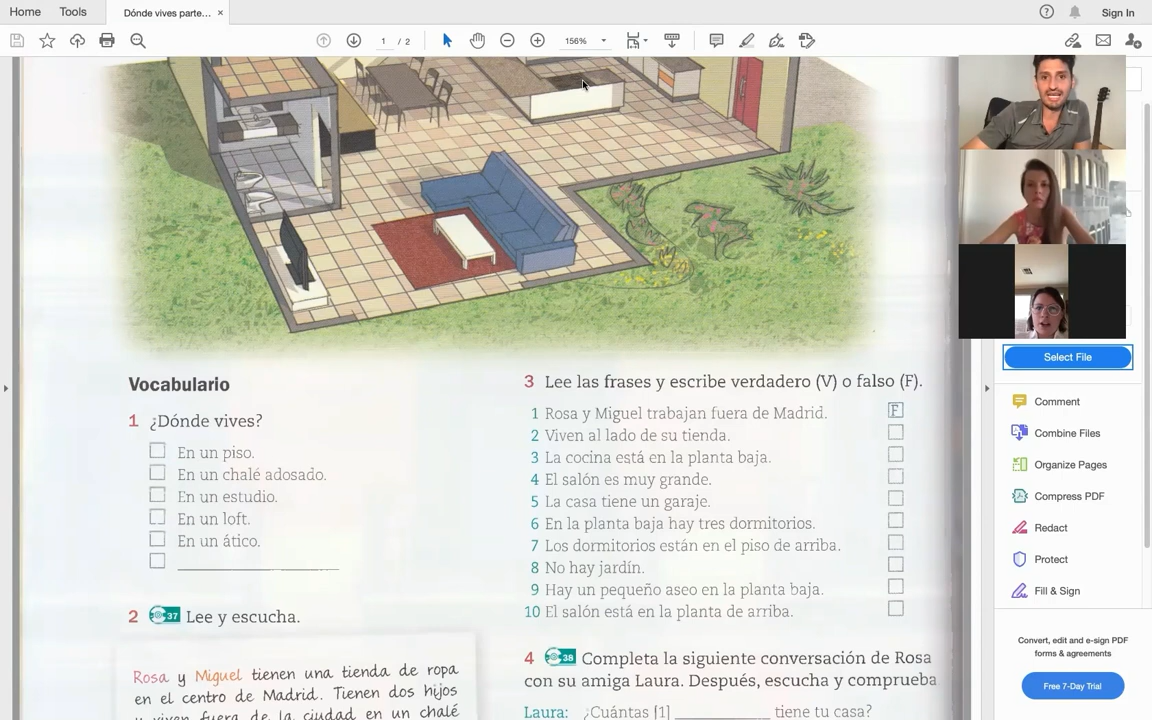 Home Tools Dónde vives parte... × Sign In
1 / 2 156%
Select File
Comment
Combine Files
Organize Pages
Compress PDF
Redact
Protect
Fill & Sign
Convert, edit and e-sign PDF
forms & agreements
Free 7-Day Trial
Vocabulario
1 ¿Dónde vives?
En un piso.
En un chalé adosado.
En un estudio.
En un loft.
En un ático.
2 37 Lee y escucha.
Rosa y Miguel tienen una tienda de ropa
en el centro de Madrid. Tienen dos hijos
y viven fuera de la ciudad en un chalé
3 Lee las frases y escribe verdadero (V) o falso (F).
1 Rosa y Miguel trabajan fuera de Madrid. F
2 Viven al lado de su tienda.
3 La cocina está en la planta baja.
4 El salón es muy grande.
5 La casa tiene un garaje.
6 En la planta baja hay tres dormitorios.
7 Los dormitorios están en el piso de arriba.
8 No hay jardín.
9 Hay un pequeño aseo en la planta baja.
10 El salón está en la planta de arriba.
4 38 Completa la siguiente conversación de Rosa
con su amiga Laura. Después, escucha y comprueba
Laura: ¿Cuántas [1] __________ tiene tu casa?